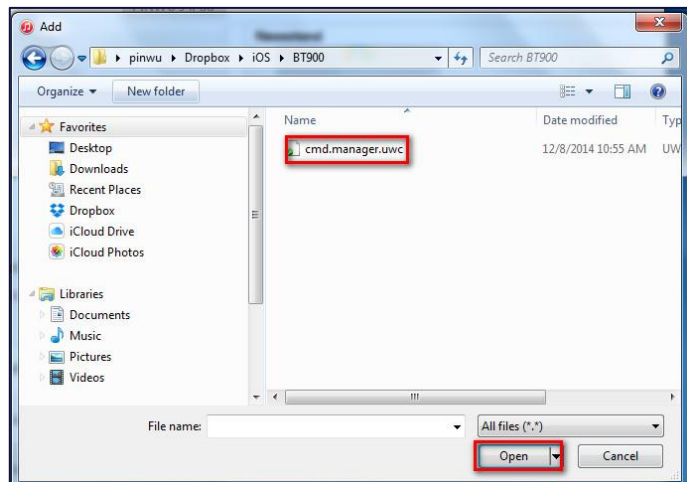 Add
pinwu Dropbox iOS BT900
Search BT900
Organize
New folder
Name
Date modified
Typ
Favorites
Desktop
Downloads
Recent Places
Dropbox
iCloud Drive
iCloud Photos
cmd.manager.uwc
12/8/2014 10:55 AM
UW
Libraries
Documents
Music
Pictures
Videos
File name:
All files (*.*)
Open
Cancel